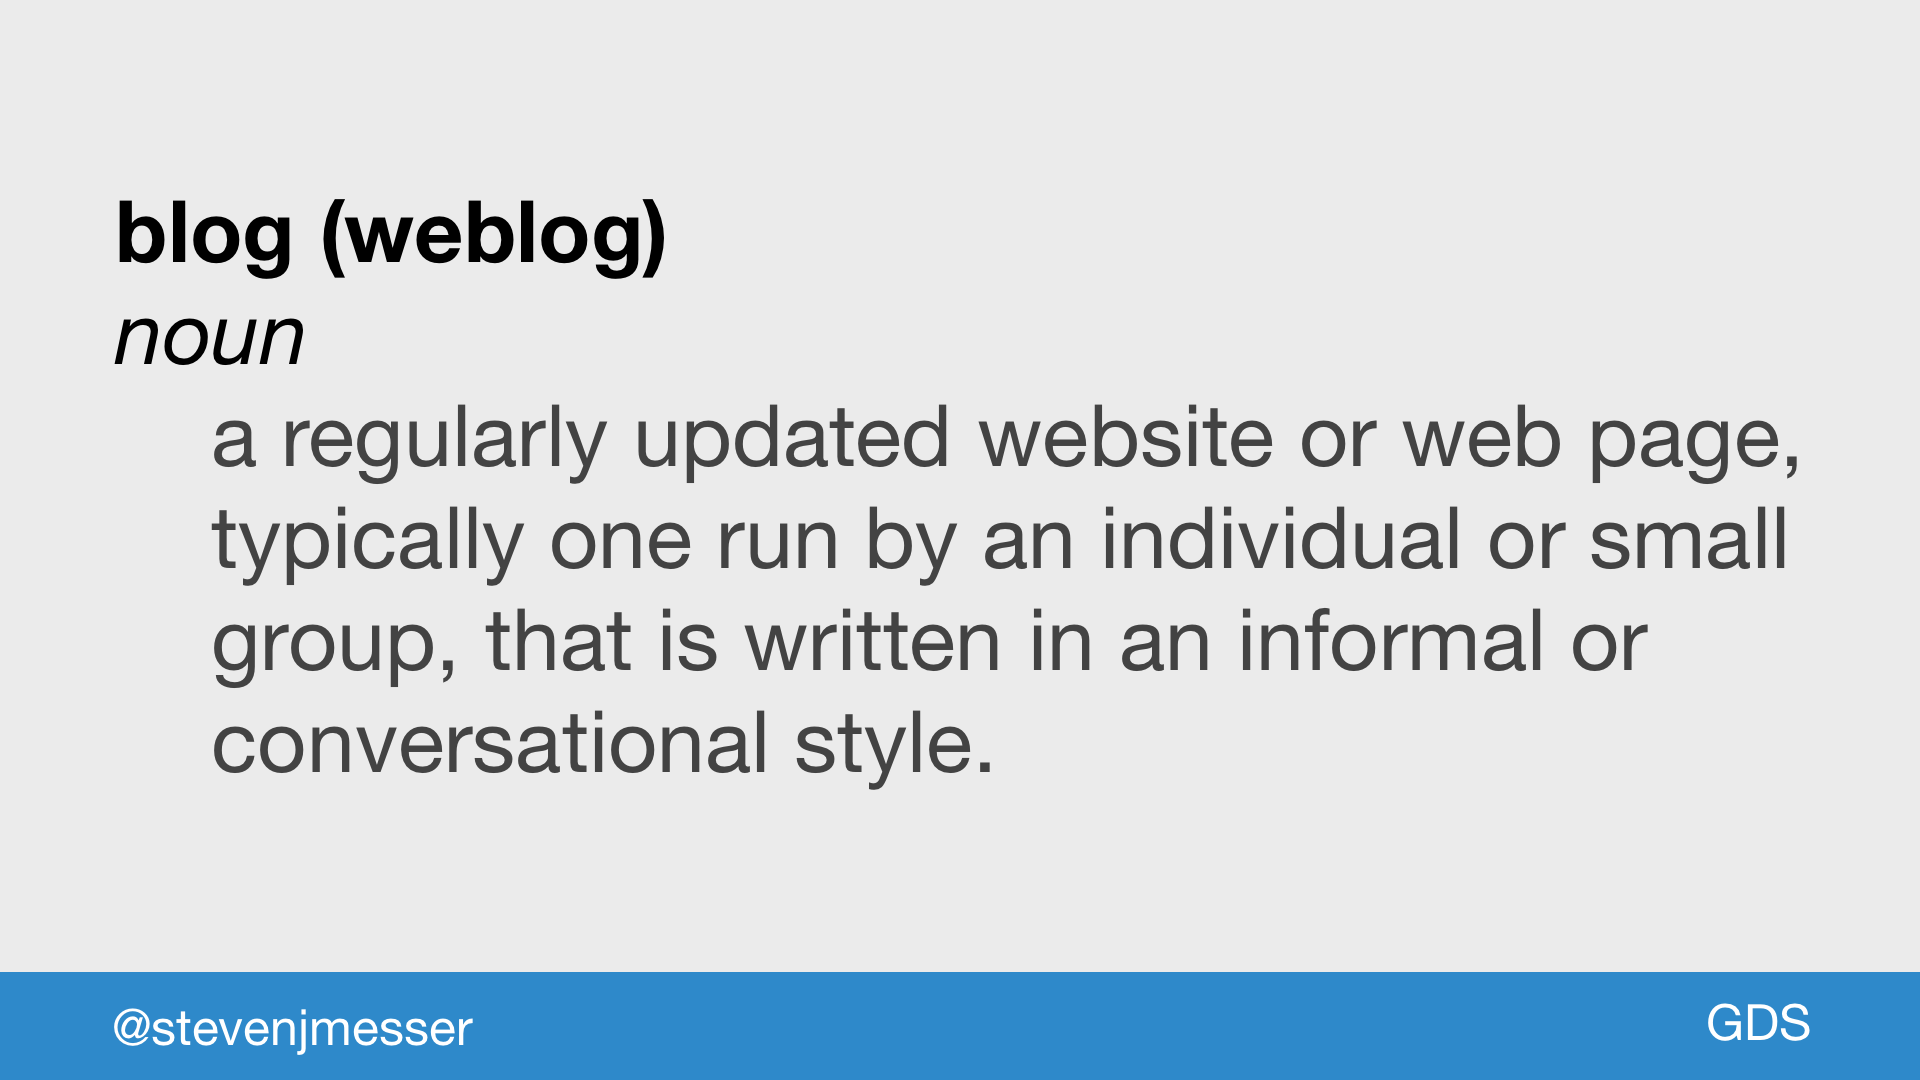 blog (weblog)
noun
a regularly updated website or web page,
typically one run by an individual or small
group, that is written in an informal or
conversational style.
@stevenjmesser
GDS